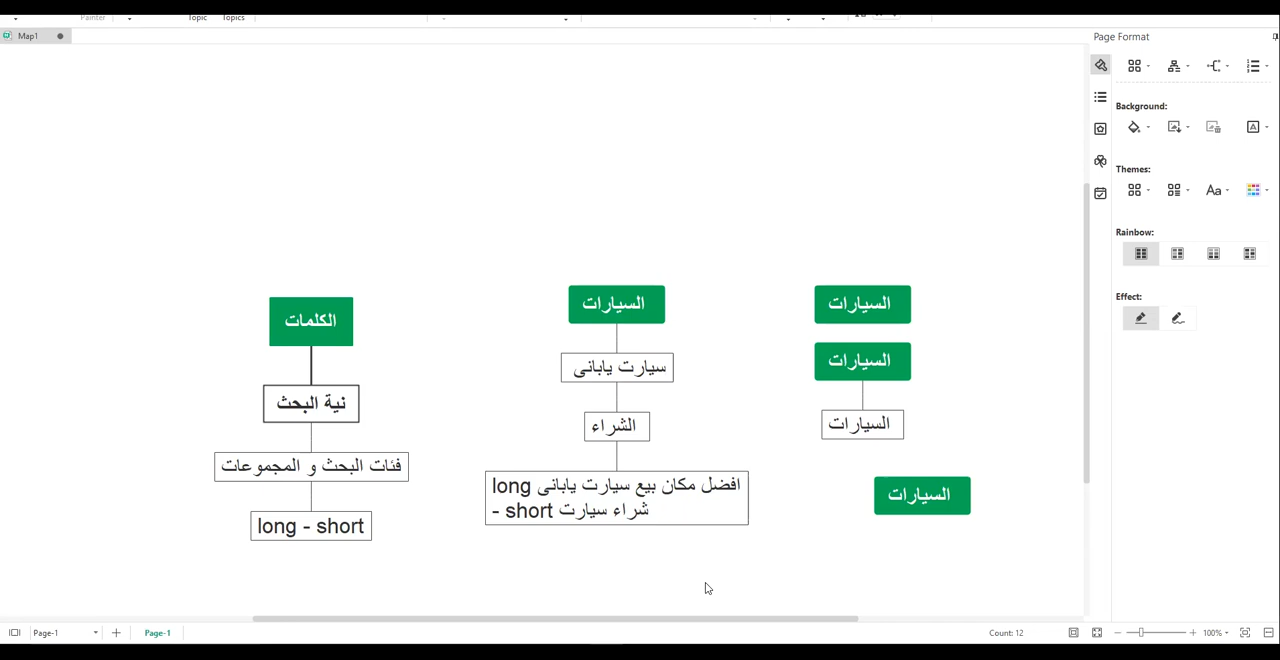 Painter
Topic
Topics
Map1
Page Format
Background:
Themes:
Aa
Rainbow:
Effect:
الكلمات
نية البحث
فئات البحث و المجموعات
long - short
السيارات
سيارت يابانى
الشراء
افضل مكان بيع سيارت يابانى long
شراء سيارت short -
السيارات
السيارات
السيارات
السيارات
Page-1
Page-1
Count: 12
100%